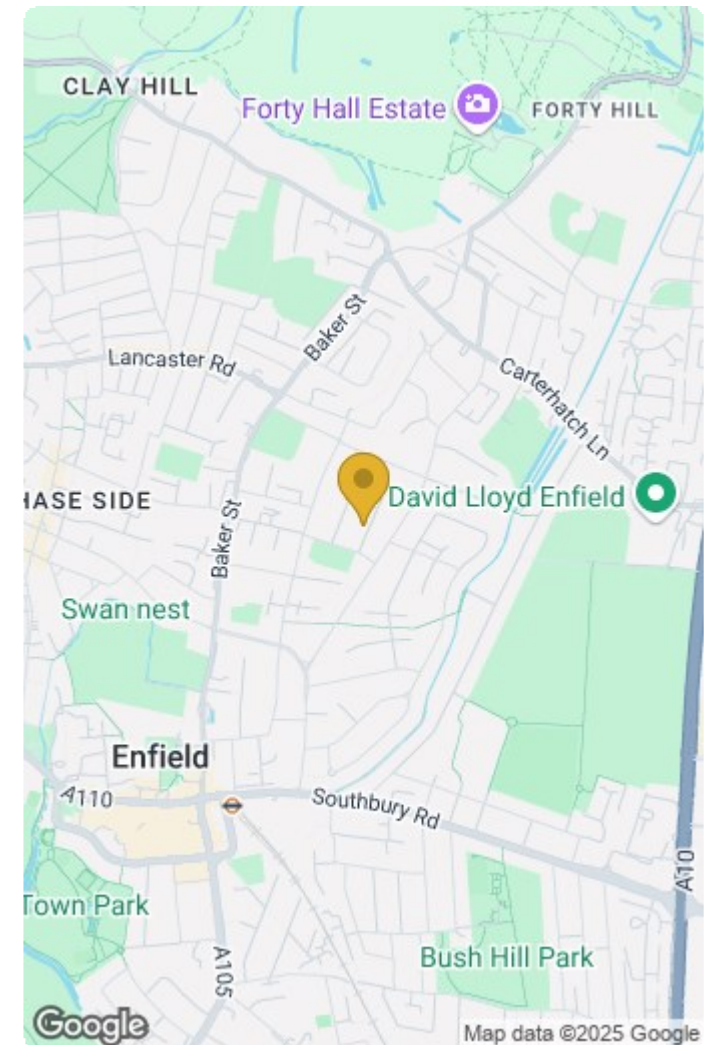 CLAY HILL
Forty Hall Estate
FORTY HILL
Baker St
Lancaster Rd
Carterhatch Ln
HASE SIDE
David Lloyd Enfield
Baker St
Swan nest
Enfield
A110
Southbury Rd
A10
Town Park
A105
Bush Hill Park
Google
Map data ©2025 Google